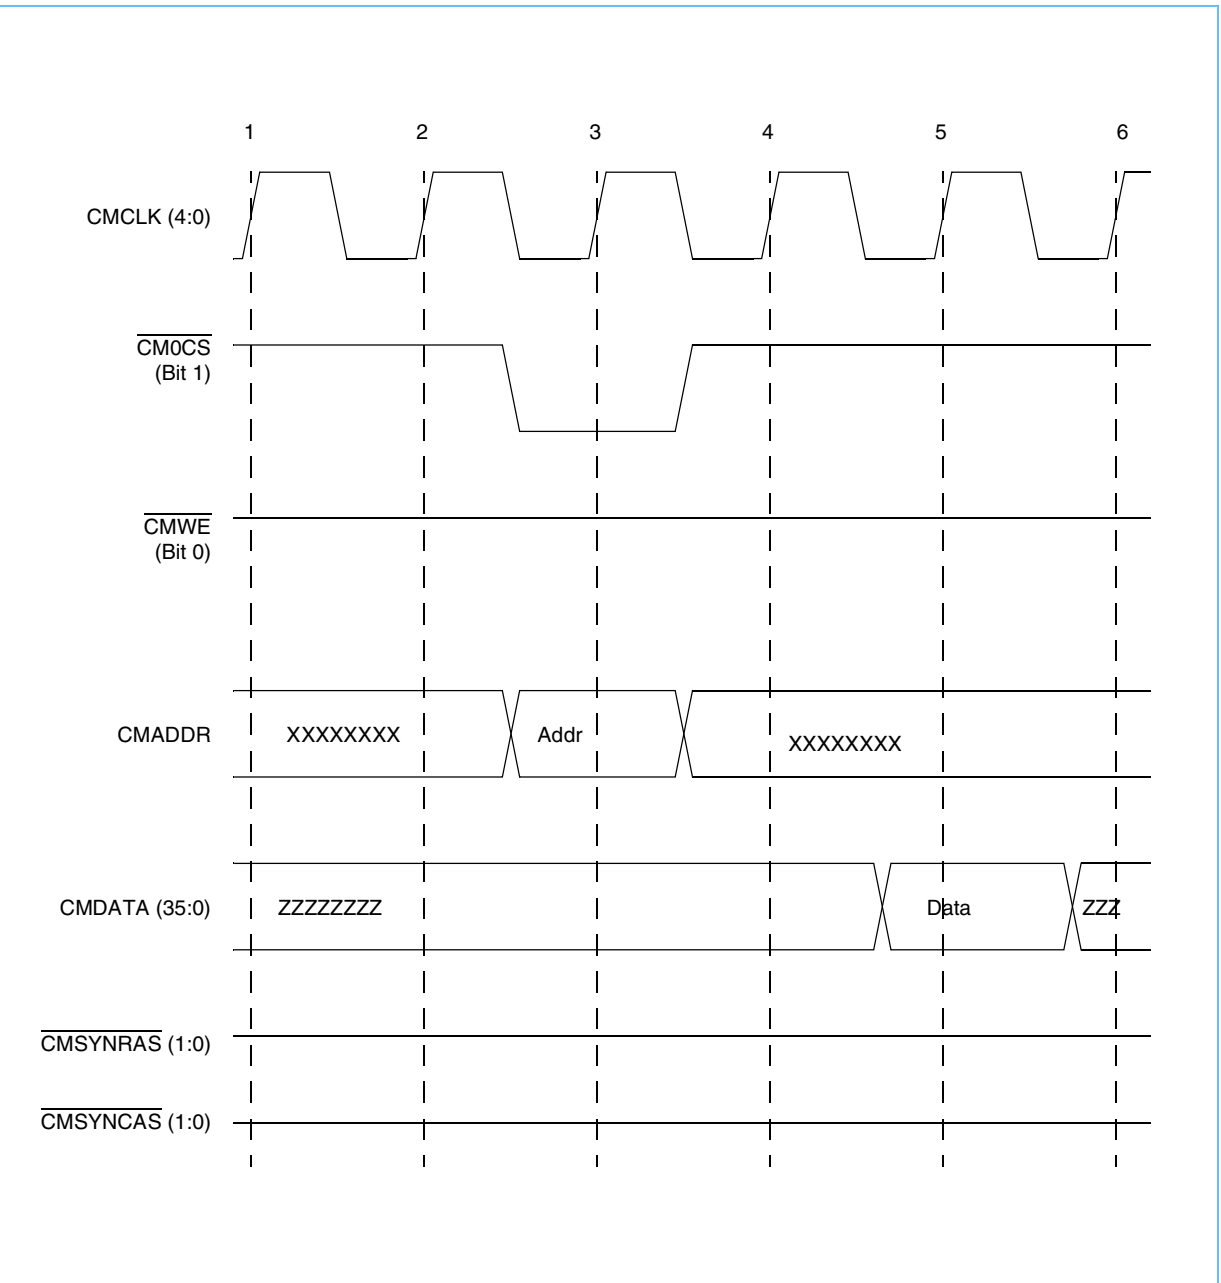 1 2 3 4 5 6
CMCLK (4:0)
CM0CS
(Bit 1)
CMWE
(Bit 0)
CMADDR XXXXXXXX Addr XXXXXXXX
CMDATA (35:0) ZZZZZZZZ Data ZZZ
CMSYNRAS (1:0)
CMSYNCAS (1:0)